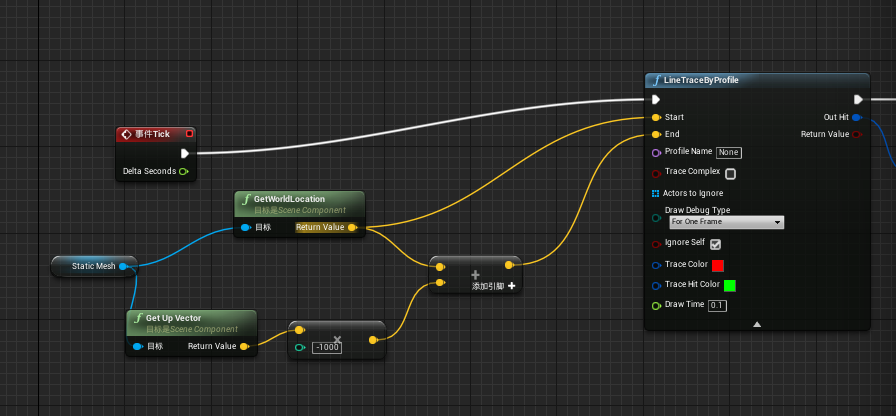 LineTraceByProfile
Start
Out Hit
End
Return Value
Profile Name None
Trace Complex
Actors to Ignore
Draw Debug Type
For One Frame
Ignore Self
Trace Color
Trace Hit Color
Draw Time 0.1
事件Tick
Delta Seconds
GetWorldLocation
目标是Scene Component
目标 Return Value
Static Mesh
添加引脚
Get Up Vector
目标是Scene Component
目标 Return Value
-1000